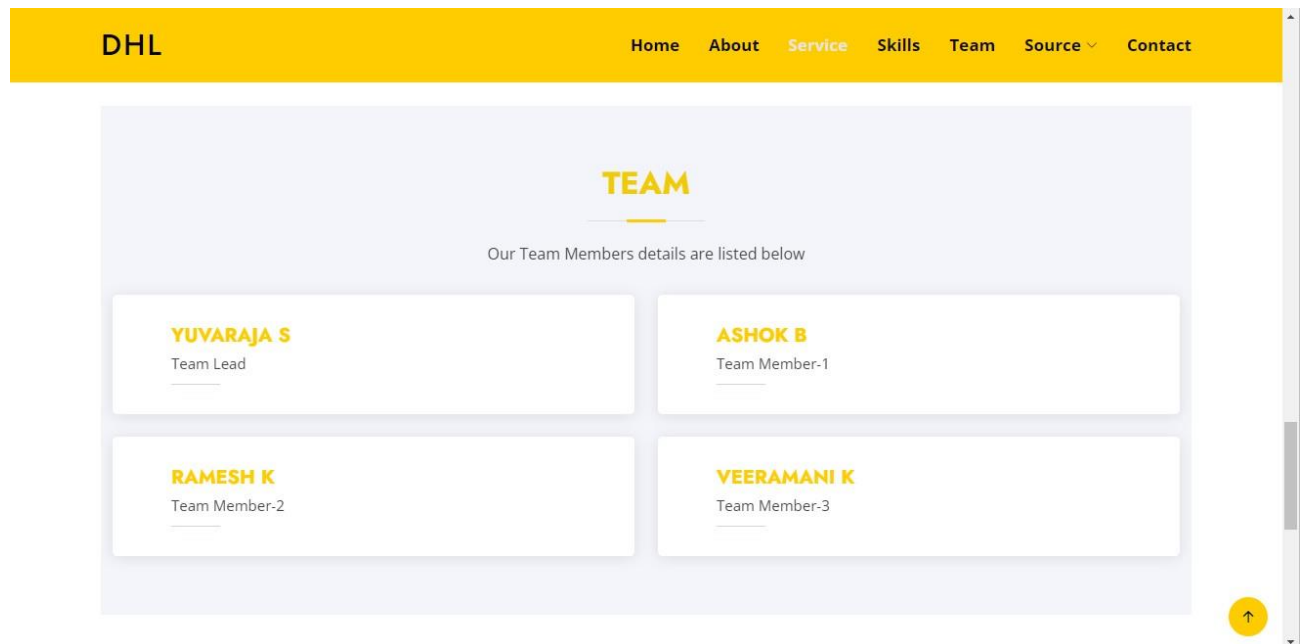 DHL
Home About Service Skills Team Source Contact
TEAM
Our Team Members details are listed below
YUVARAJA S
Team Lead
ASHOK B
Team Member-1
RAMESH K
Team Member-2
VEERAMANI K
Team Member-3